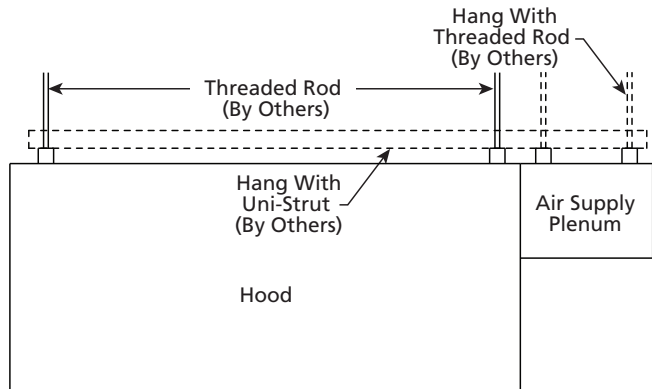 Hang With
Threaded Rod
(By Others)
Threaded Rod
(By Others)
Hang With
Uni-Strut
(By Others)
Air Supply
Plenum
Hood